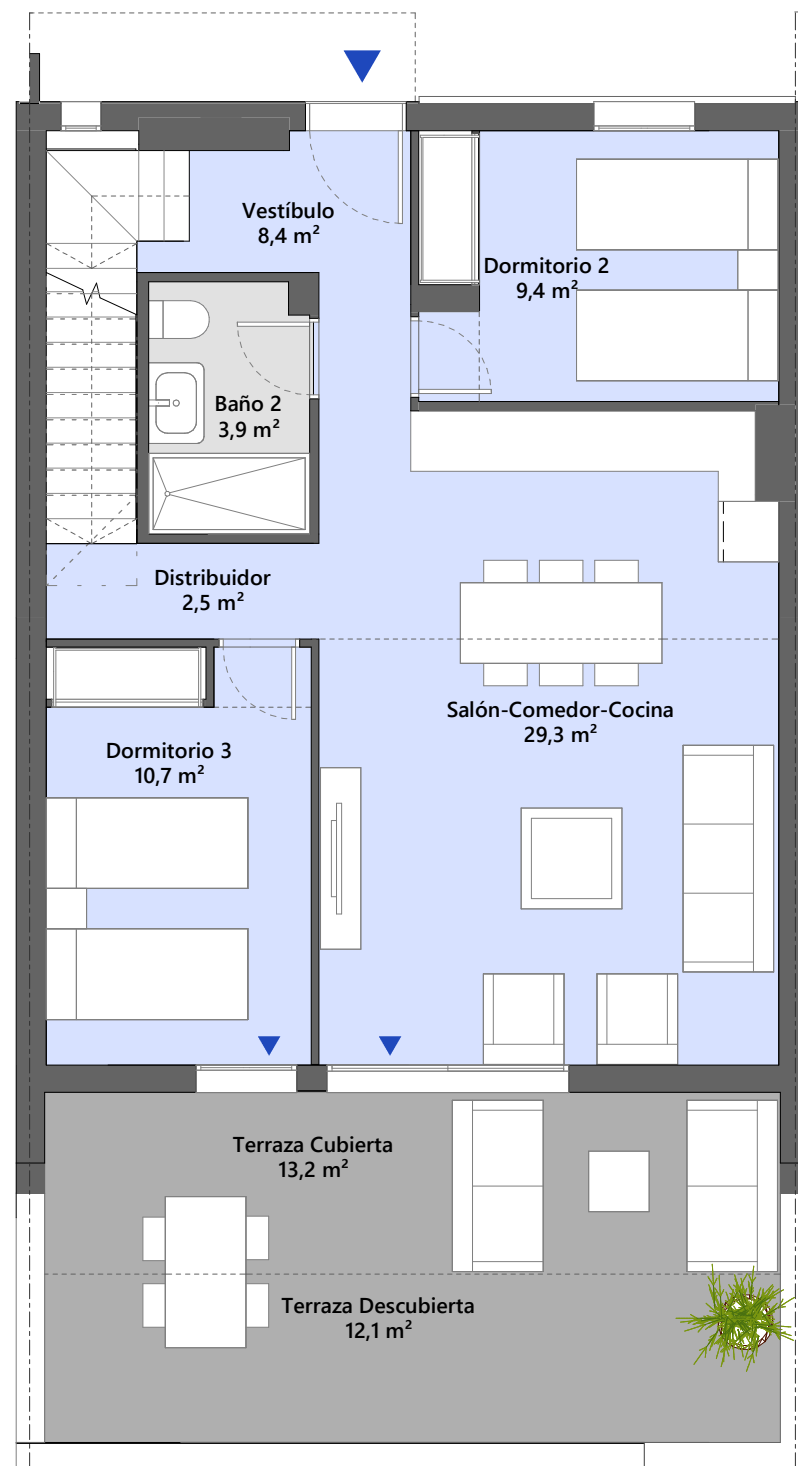 Vestíbulo
8,4 m²
Dormitorio 2
9,4 m²
Baño 2
3,9 m²
Distribuidor
2,5 m²
Salón-Comedor-Cocina
29,3 m²
Dormitorio 3
10,7 m²
Terraza Cubierta
13,2 m²
Terraza Descubierta
12,1 m²